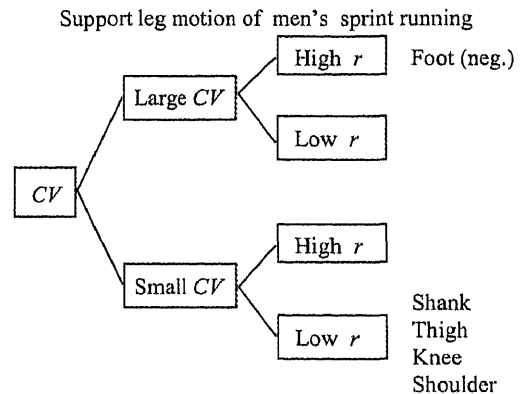 Support leg motion of men's sprint running
High r Foot (neg.)
Large CV
Low r
CV
High r
Small CV
Shank
Low r Thigh
Knee
Shoulder